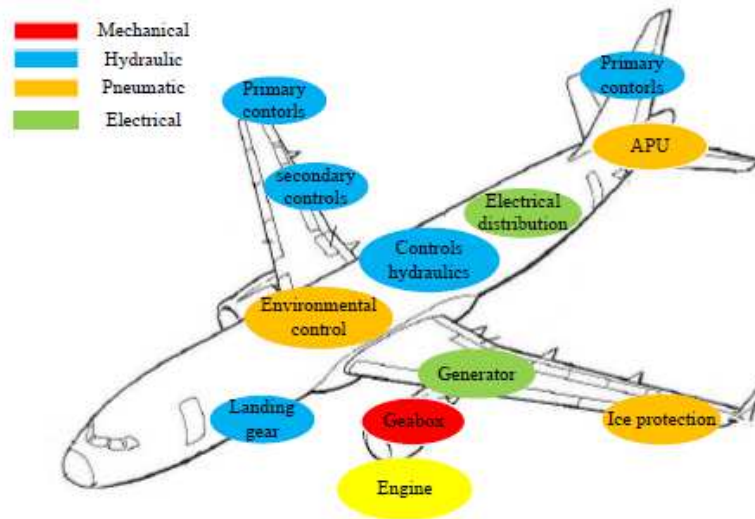 Mechanical
Hydraulic
Pneumatic
Electrical
Primary
contorls
Primary
contorls
APU
secondary
controls
Electrical
distribution
Controls
hydraulics
Environmental
control
Generator
Landing
gear
Geabox
Ice protection
Engine